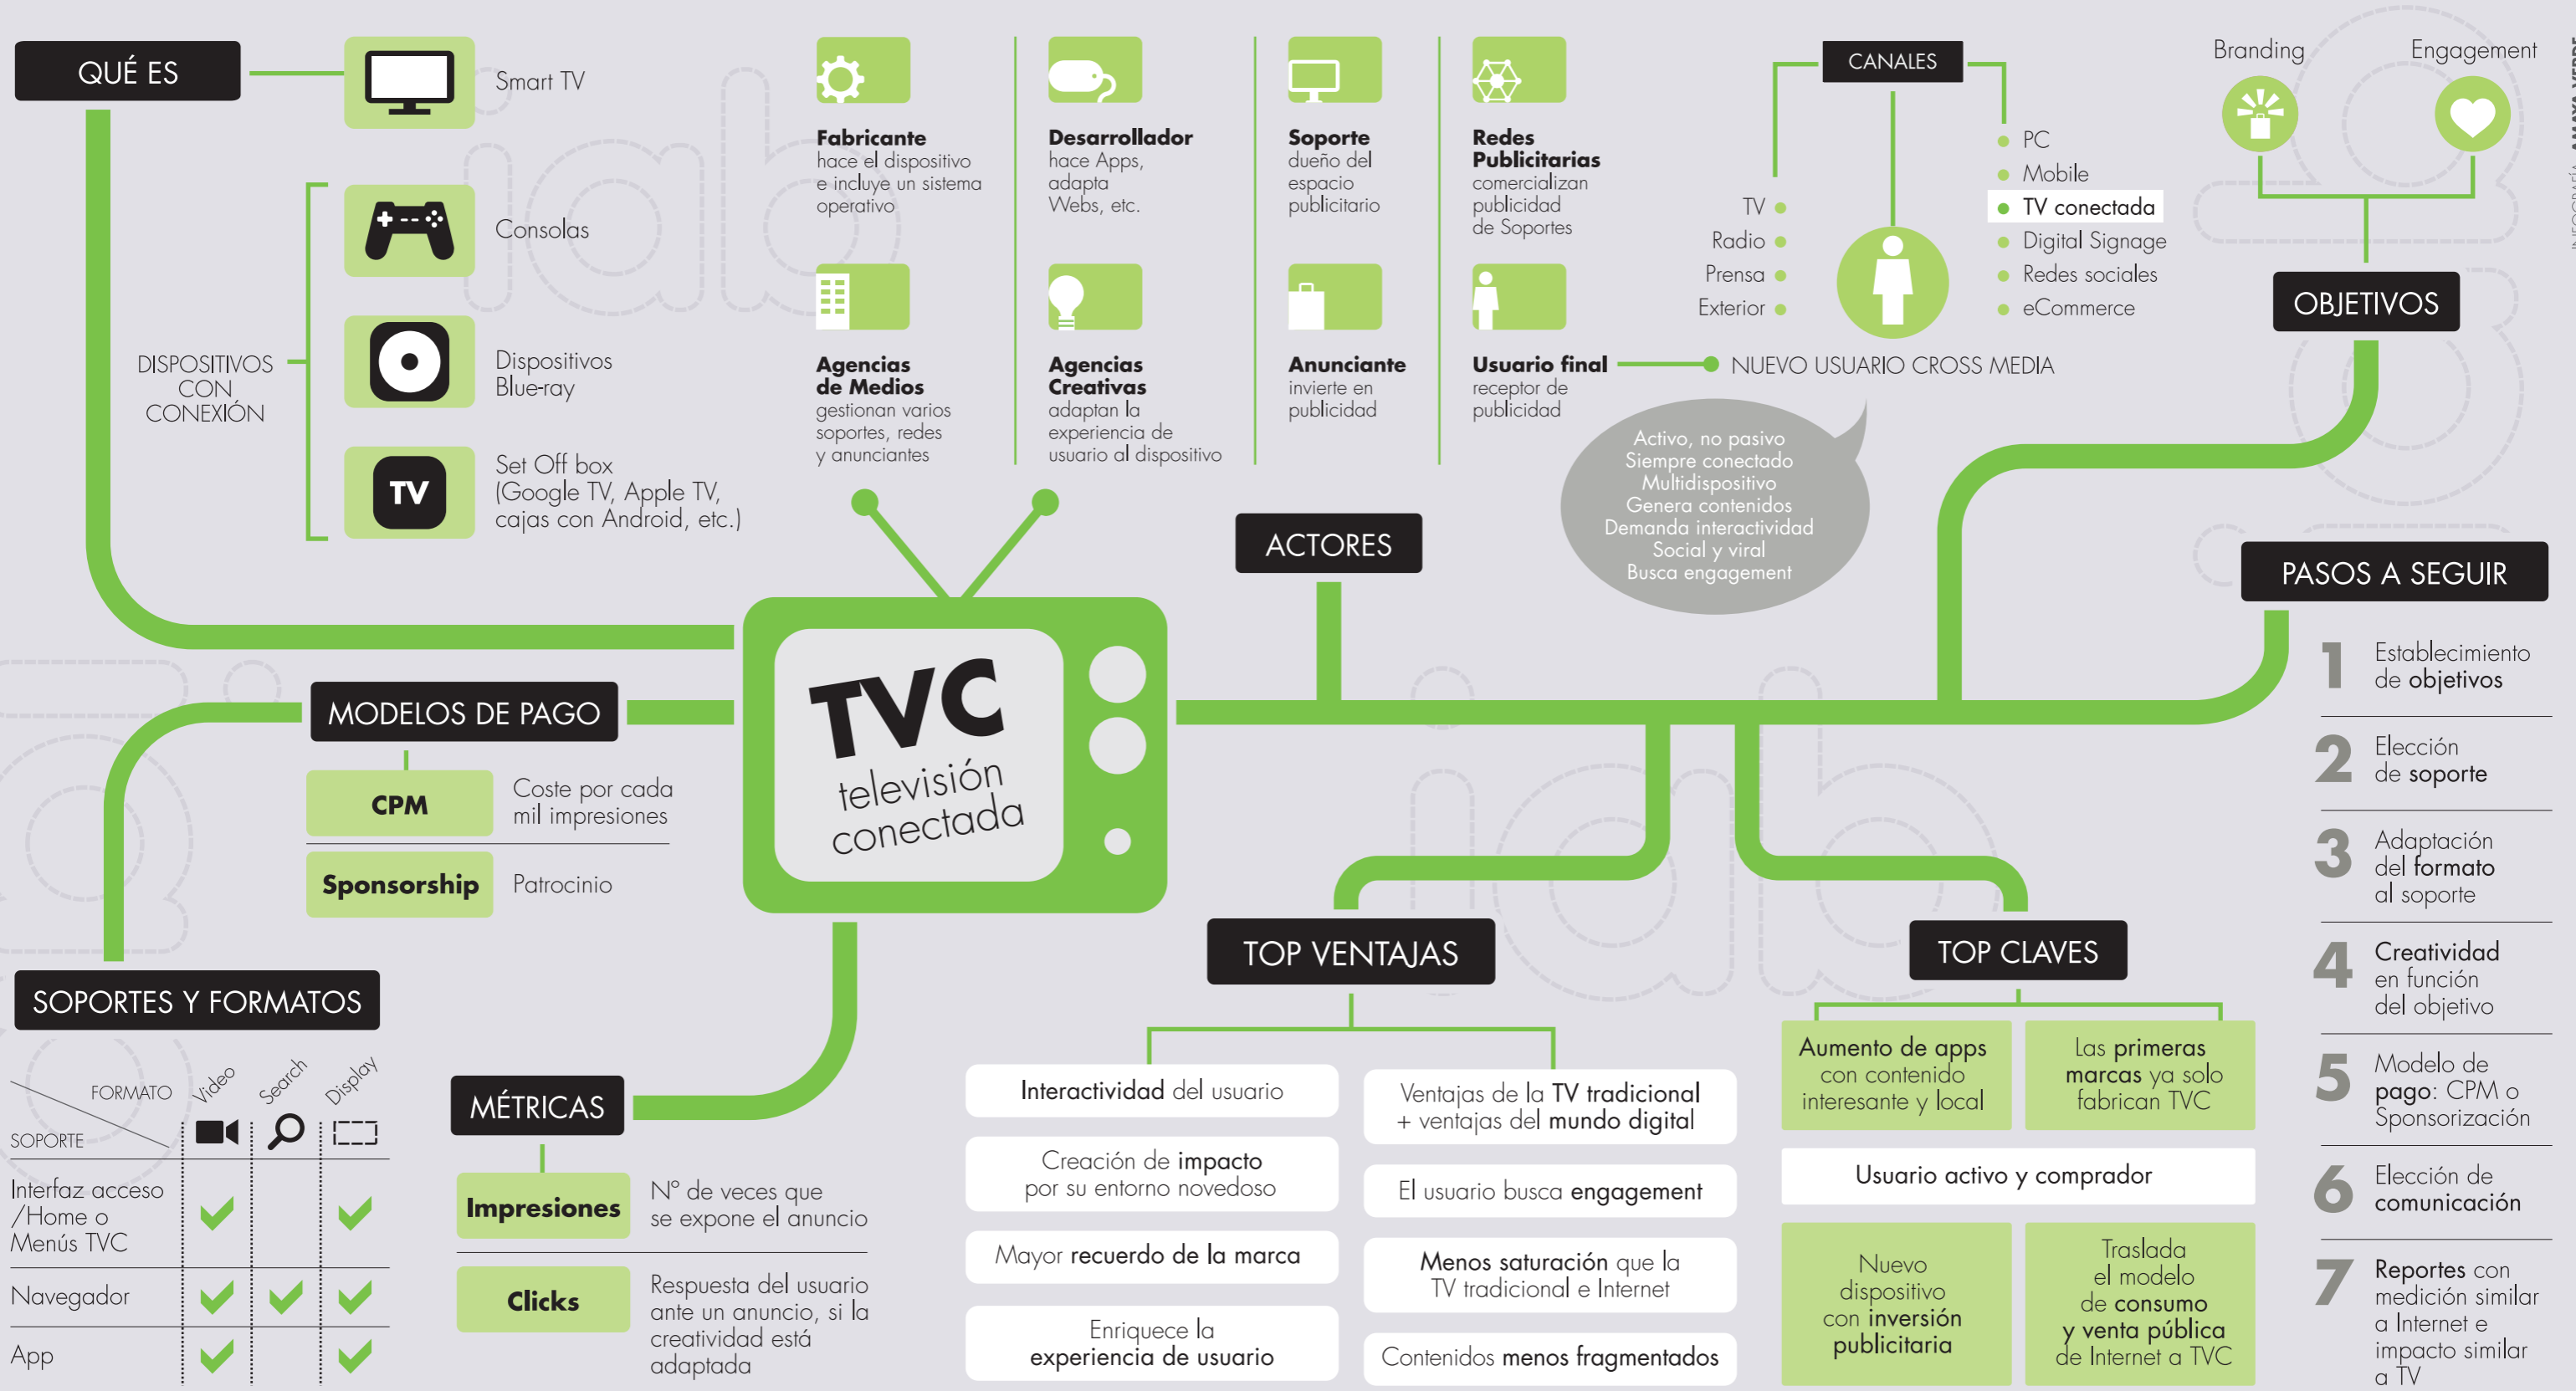 QUÉ ES
Smart TV
DISPOSITIVOS
CON
CONEXIÓN
Consolas
Dispositivos
Blue-ray
TV
Set Off box
(Google TV, Apple TV,
cajas con Android, etc.)
Fabricante
hace el dispositivo
e incluye un sistema
operativo
Desarrollador
hace Apps,
adapta
Webs, etc.
Soporte
dueño del
espacio
publicitario
Redes
Publicitarias
comercializan
publicidad
de Soportes
Agencias
de Medios
gestionan varios
soportes, redes
y anunciantes
Agencias
Creativas
adaptan la
experiencia de
usuario al dispositivo
Anunciante
invierte en
publicidad
Usuario final
receptor de
publicidad
NUEVO USUARIO CROSS MEDIA
CANALES
TV
Radio
Prensa
Exterior
PC
Mobile
TV conectada
Digital Signage
Redes sociales
eCommerce
Activo, no pasivo
Siempre conectado
Multidispositivo
Genera contenidos
Demanda interactividad
Social y viral
Busca engagement
ACTORES
Branding
Engagement
OBJETIVOS
INFOGRAFÍA
PASOS A SEGUIR
1 Establecimiento
de objetivos
2 Elección
de soporte
3 Adaptación
del formato
al soporte
4 Creatividad
en función
del objetivo
5 Modelo de
pago: CPM o
Sponsorización
6 Elección de
comunicación
7 Reportes con
medición similar
a Internet e
impacto similar
a TV
TVC
televisión
conectada
MODELOS DE PAGO
CPM
Coste por cada
mil impresiones
Sponsorship
Patrocinio
SOPORTES Y FORMATOS
FORMATO
Video
Search
Display
SOPORTE
Interfaz acceso
/Home o
Menús TVC
Navegador
App
MÉTRICAS
Impresiones
Nº de veces que
se expone el anuncio
Clicks
Respuesta del usuario
ante un anuncio, si la
creatividad está
adaptada
TOP VENTAJAS
Interactividad del usuario
Creación de impacto
por su entorno novedoso
Mayor recuerdo de la marca
Enriquece la
experiencia de usuario
Ventajas de la TV tradicional
+ ventajas del mundo digital
El usuario busca engagement
Menos saturación que la
TV tradicional e Internet
Contenidos menos fragmentados
TOP CLAVES
Aumento de apps
con contenido
interesante y local
Las primeras
marcas ya solo
fabrican TVC
Usuario activo y comprador
Nuevo
dispositivo
con inversión
publicitaria
Traslada
el modelo
de consumo
y venta pública
de Internet a TVC
iab
iab